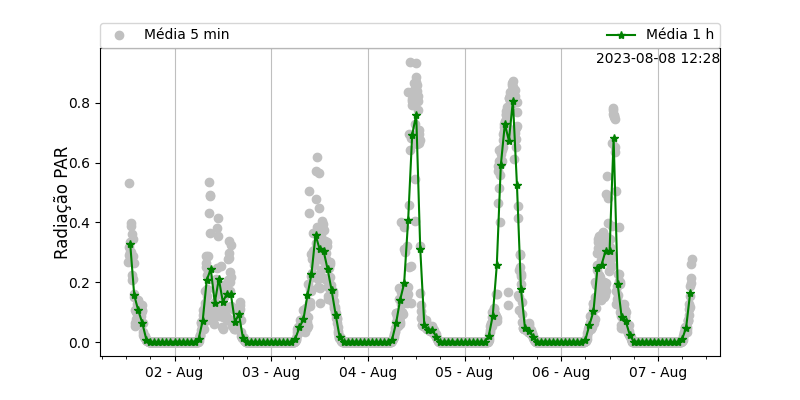 Média 5 min
Média 1 h
2023-08-08 12:28
Radiação PAR
0.8
0.6
0.4
0.2
0.0
02 - Aug
03 - Aug
04 - Aug
05 - Aug
06 - Aug
07 - Aug